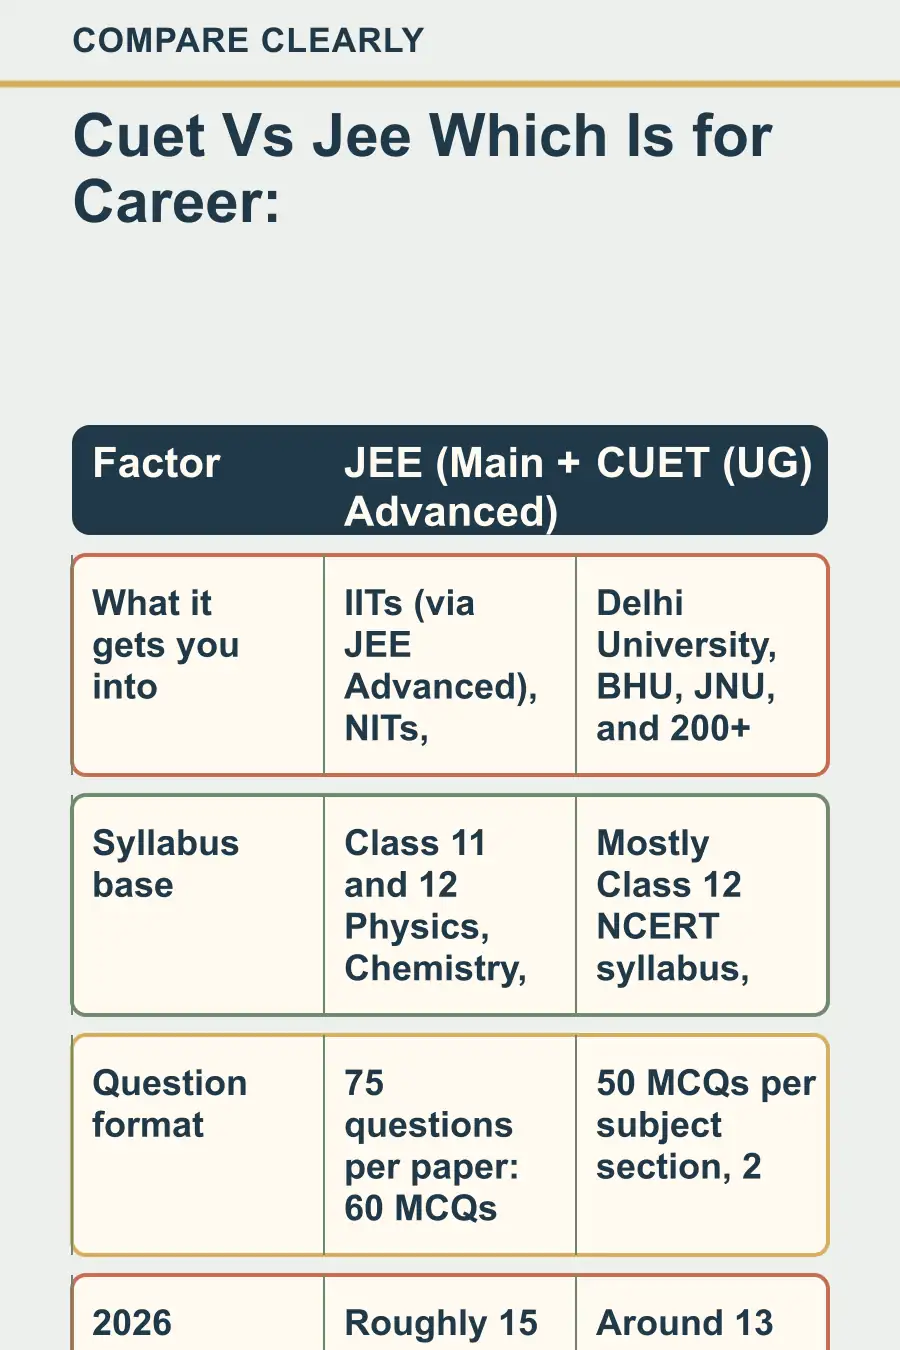 COMPARE CLEARLY
Cuet Vs Jee Which Is for
Career:
Factor
JEE (Main +
Advanced)
CUET (UG)
What it
gets you
into
IITs (via
JEE
Advanced),
NITs,
Delhi
University,
BHU, JNU,
and 200+
Syllabus
base
Class 11
and 12
Physics,
Chemistry,
Mostly
Class 12
NCERT
syllabus,
Question
format
75
questions
per paper:
60 MCQs
50 MCQs per
subject
section, 2
2026
Roughly 15
Around 13